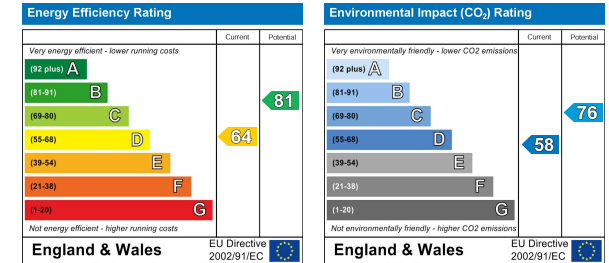 Energy Efficiency Rating
Current Potential
Very energy efficient - lower running costs
(92 plus) A
(81-91) B
81
(69-80) C
(55-68) D
64
(39-54) E
(21-38) F
(1-20) G
Not energy efficient - higher running costs
England & Wales
EU Directive
2002/91/EC
Environmental Impact (CO2) Rating
Current Potential
Very environmentally friendly - lower CO2 emissions
(92 plus) A
(81-91) B
(69-80) C
76
(55-68) D
58
(39-54) E
(21-38) F
(1-20) G
Not environmentally friendly - higher CO2 emissions
England & Wales
EU Directive
2002/91/EC